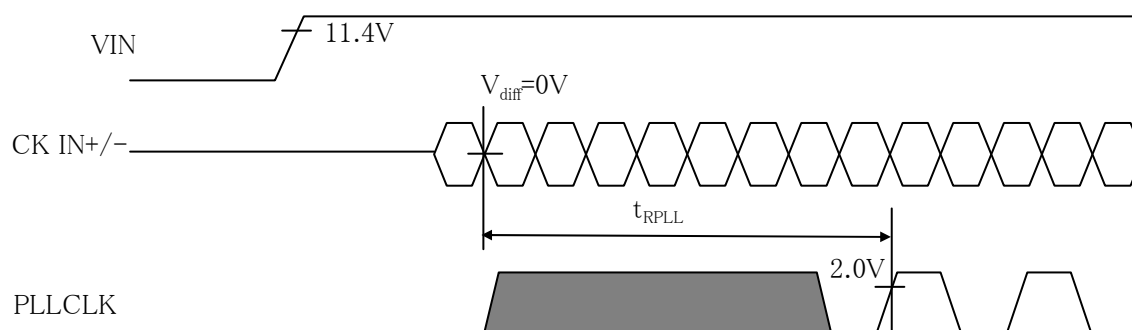 VIN
11.4V
Vdiff=0V
CK IN+/-
tRPLL
2.0V
PLLCLK